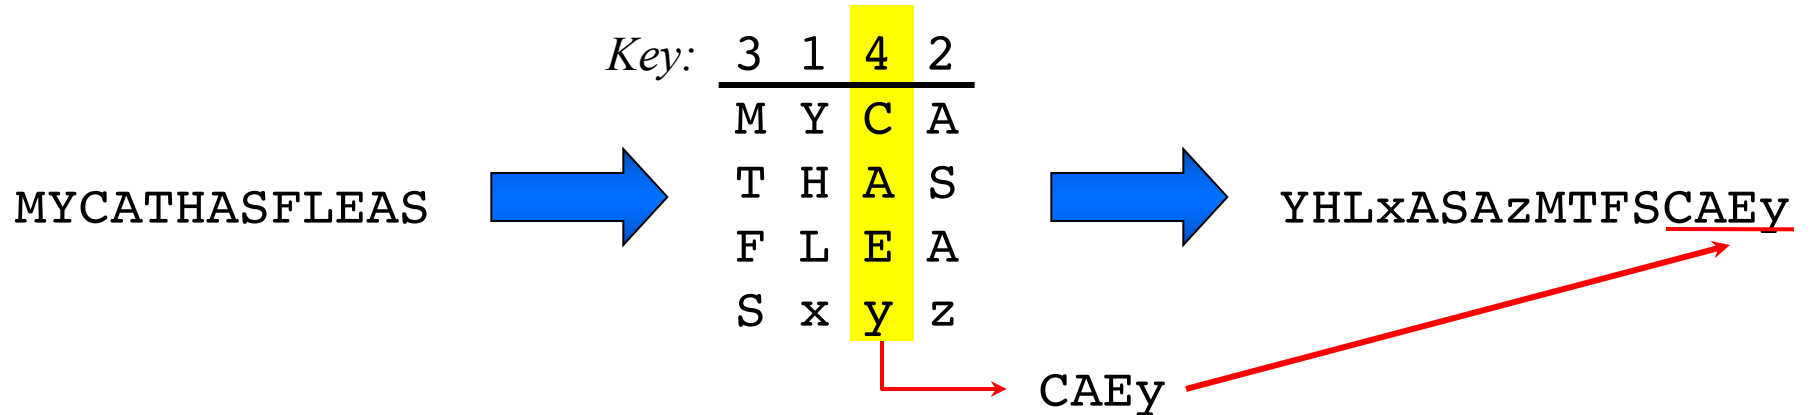 Key: 3 1 4 2
M Y C A
T H A S
F L E A
S x y z
MYCATHASFLEAS
YHLxASAzMTFSCAEy
CAEy